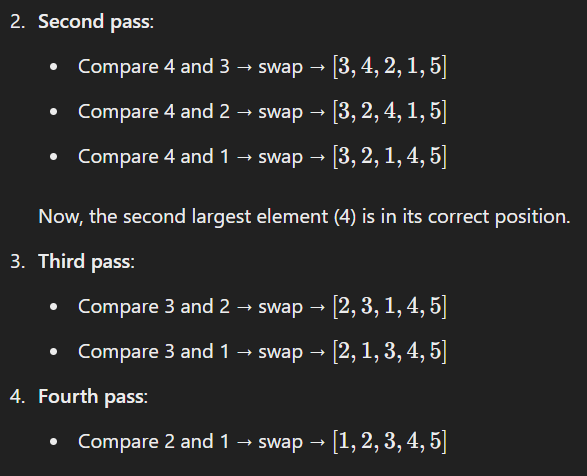 2. Second pass:
• Compare 4 and 3 → swap → [3, 4, 2, 1, 5]
• Compare 4 and 2 → swap → [3, 2, 4, 1, 5]
• Compare 4 and 1 → swap → [3, 2, 1, 4, 5]
Now, the second largest element (4) is in its correct position.
3. Third pass:
• Compare 3 and 2 → swap → [2, 3, 1, 4, 5]
• Compare 3 and 1 → swap → [2, 1, 3, 4, 5]
4. Fourth pass:
• Compare 2 and 1 → swap → [1, 2, 3, 4, 5]